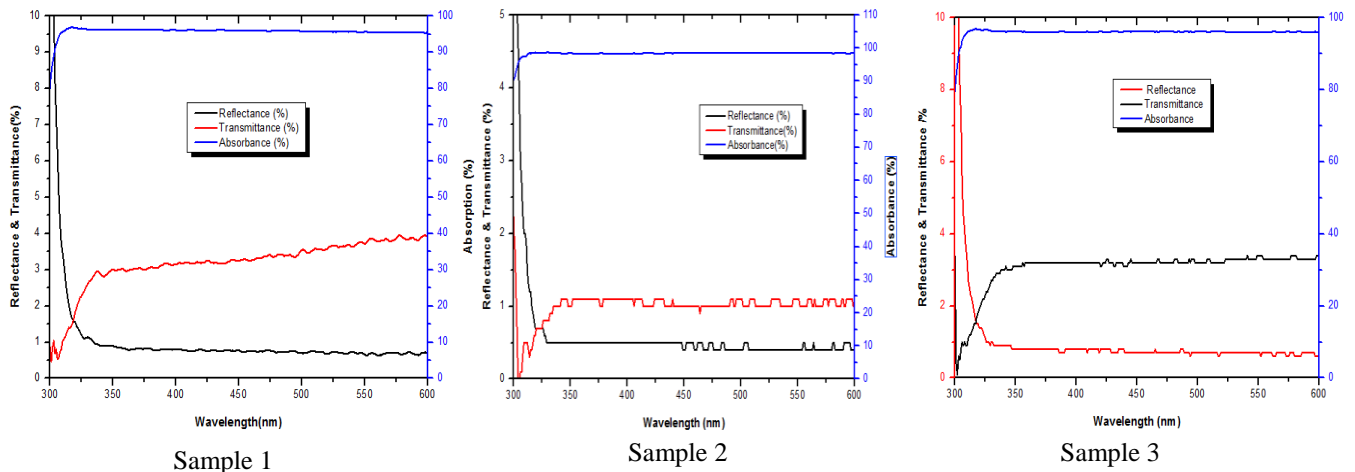 10
9
8
7
6
5
4
3
2
1
0
Reflectance & Transmittance(%)
Reflectance (%)
Transmittance (%)
Absorbance (%)
100
90
80
70
60
50
40
30
20
10
0
Absorption (%)
300 350 400 450 500 550 600
Wavelength(nm)
Sample 1
5
4
3
2
1
0
Reflectance & Transmittance (%)
Reflectance (%)
Transmittance(%)
Absorbance(%)
110
100
90
80
70
60
50
40
30
20
10
0
Absorbance (%)
300 350 400 450 500 550 600
Wavelength (nm)
Sample 2
10
8
6
4
2
0
Reflectance & Transmittance /%
Reflectance
Transmittance
Absorbance
100
80
60
40
20
0
300 350 400 450 500 550 600
Wavelength (nm)
Sample 3